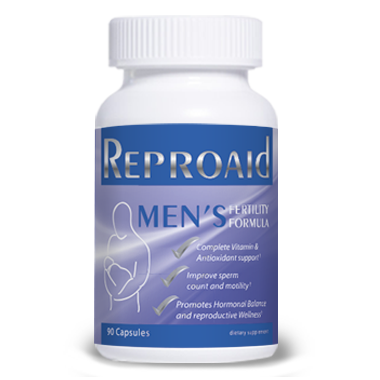 REPROAID
MEN'S FERTILITY
FORMULA
Complete Vitamin &
Antioxidant support†
Improve sperm
count and motility†
Promotes Hormonal Balance
and reproductive Wellness†
90 Capsules
dietary supplement